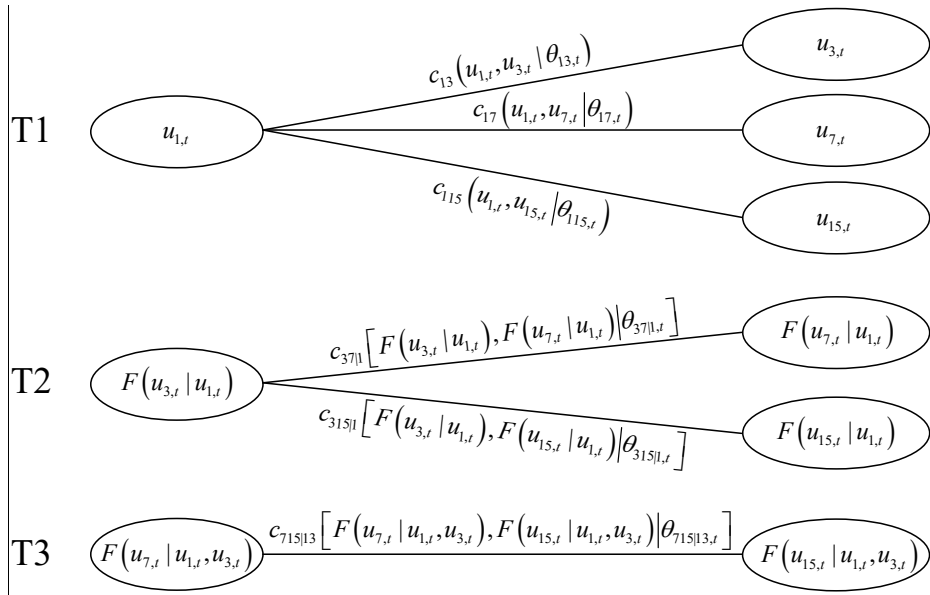 u_{3,t}
c_{13}(u_{1,t}, u_{3,t} | θ_{13,t})
T1
u_{1,t}
c_{17}(u_{1,t}, u_{7,t} | θ_{17,t})
u_{7,t}
c_{115}(u_{1,t}, u_{15,t} | θ_{115,t})
u_{15,t}
c_{37|1}[F(u_{3,t} | u_{1,t}), F(u_{7,t} | u_{1,t}) | θ_{37|1,t}]
F(u_{7,t} | u_{1,t})
T2
F(u_{3,t} | u_{1,t})
c_{315|1}[F(u_{3,t} | u_{1,t}), F(u_{15,t} | u_{1,t}) | θ_{315|1,t}]
F(u_{15,t} | u_{1,t})
T3
F(u_{7,t} | u_{1,t}, u_{3,t})
c_{715|13}[F(u_{7,t} | u_{1,t}, u_{3,t}), F(u_{15,t} | u_{1,t}, u_{3,t}) | θ_{715|13,t}]
F(u_{15,t} | u_{1,t}, u_{3,t})